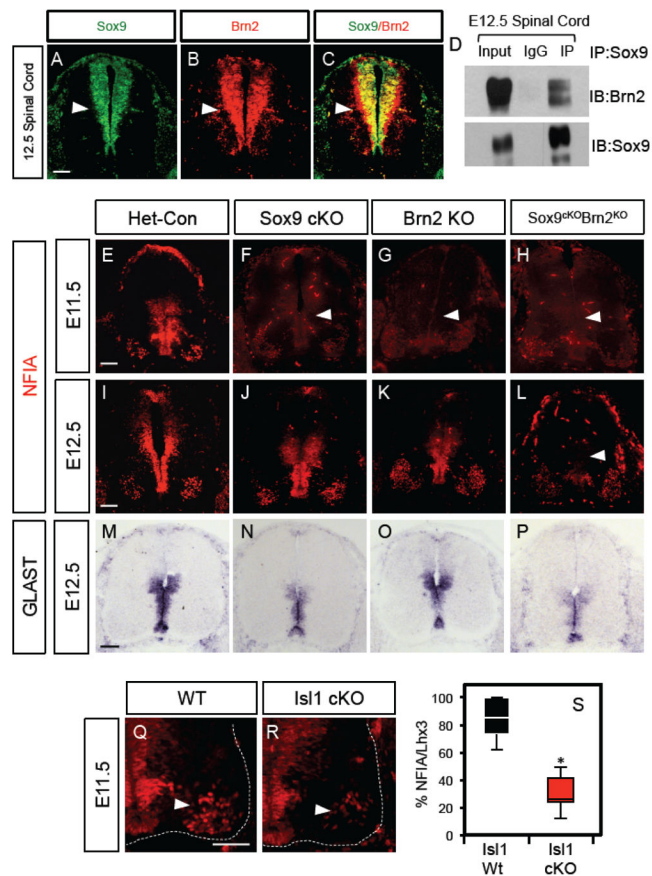 Sox9
Brn2
Sox9/Brn2
12.5 Spinal Cord
A
B
C
D
E12.5 Spinal Cord
Input IgG IP
IP:Sox9
IB:Brn2
IB:Sox9
Het-Con
Sox9 cKO
Brn2 KO
Sox9cKOBrn2KO
NFIA
E11.5
E
F
G
H
E12.5
I
J
K
L
GLAST
E12.5
M
N
O
P
WT
Isl1 cKO
E11.5
Q
R
S
% NFIA/Lhx3
100
80
60
40
20
0
*
Isl1 Isl1
Wt cKO